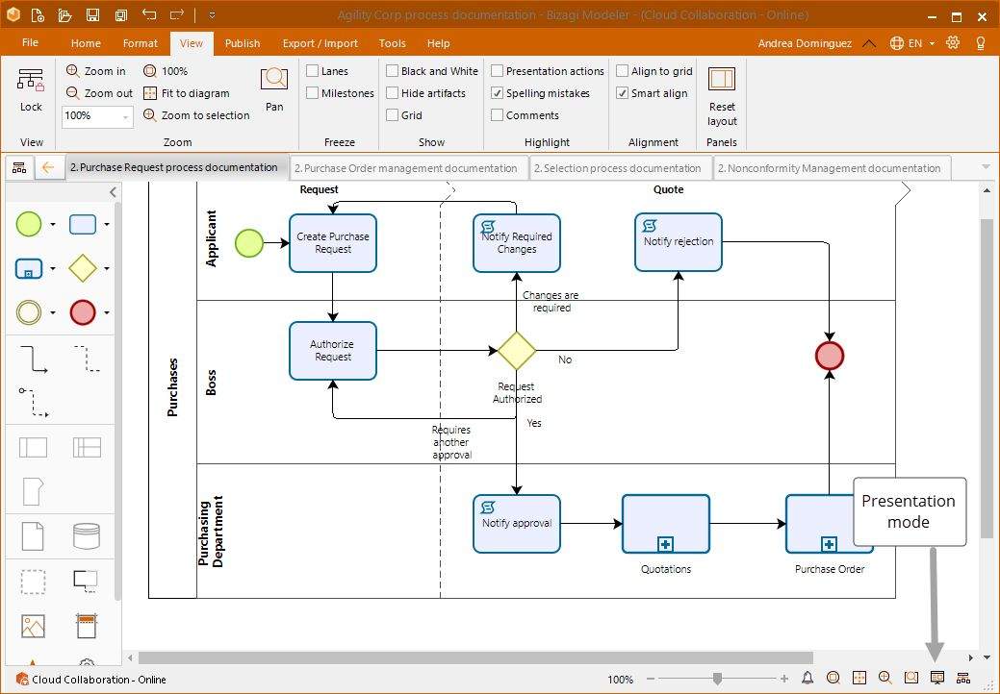 Agility Corp process documentation - Bizagi Modeler - (Cloud Collaboration - Online)
File Home Format View Publish Export / Import Tools Help Andrea Dominguez EN
Zoom in 100% Lanes Black and White Presentation actions Align to grid
Zoom out Fit to diagram Milestones Hide artifacts Spelling mistakes Smart align
Lock Pan Reset
100% Zoom to selection Grid Comments layout
View Zoom Freeze Show Highlight Alignment Panels
2. Purchase Request process documentation 2. Purchase Order management documentation 2. Selection process documentation 2. Nonconformity Management documentation
Request Quote
Purchases
Applicant
Create Purchase
Request
Notify Required
Changes
Notify rejection
Changes are
required
Boss
Authorize
Request
No
Request
Authorized
Yes
Requires
another
approval
Purchasing
Department
Notify approval
Quotations
Purchase Order
Presentation
mode
Cloud Collaboration - Online 100%